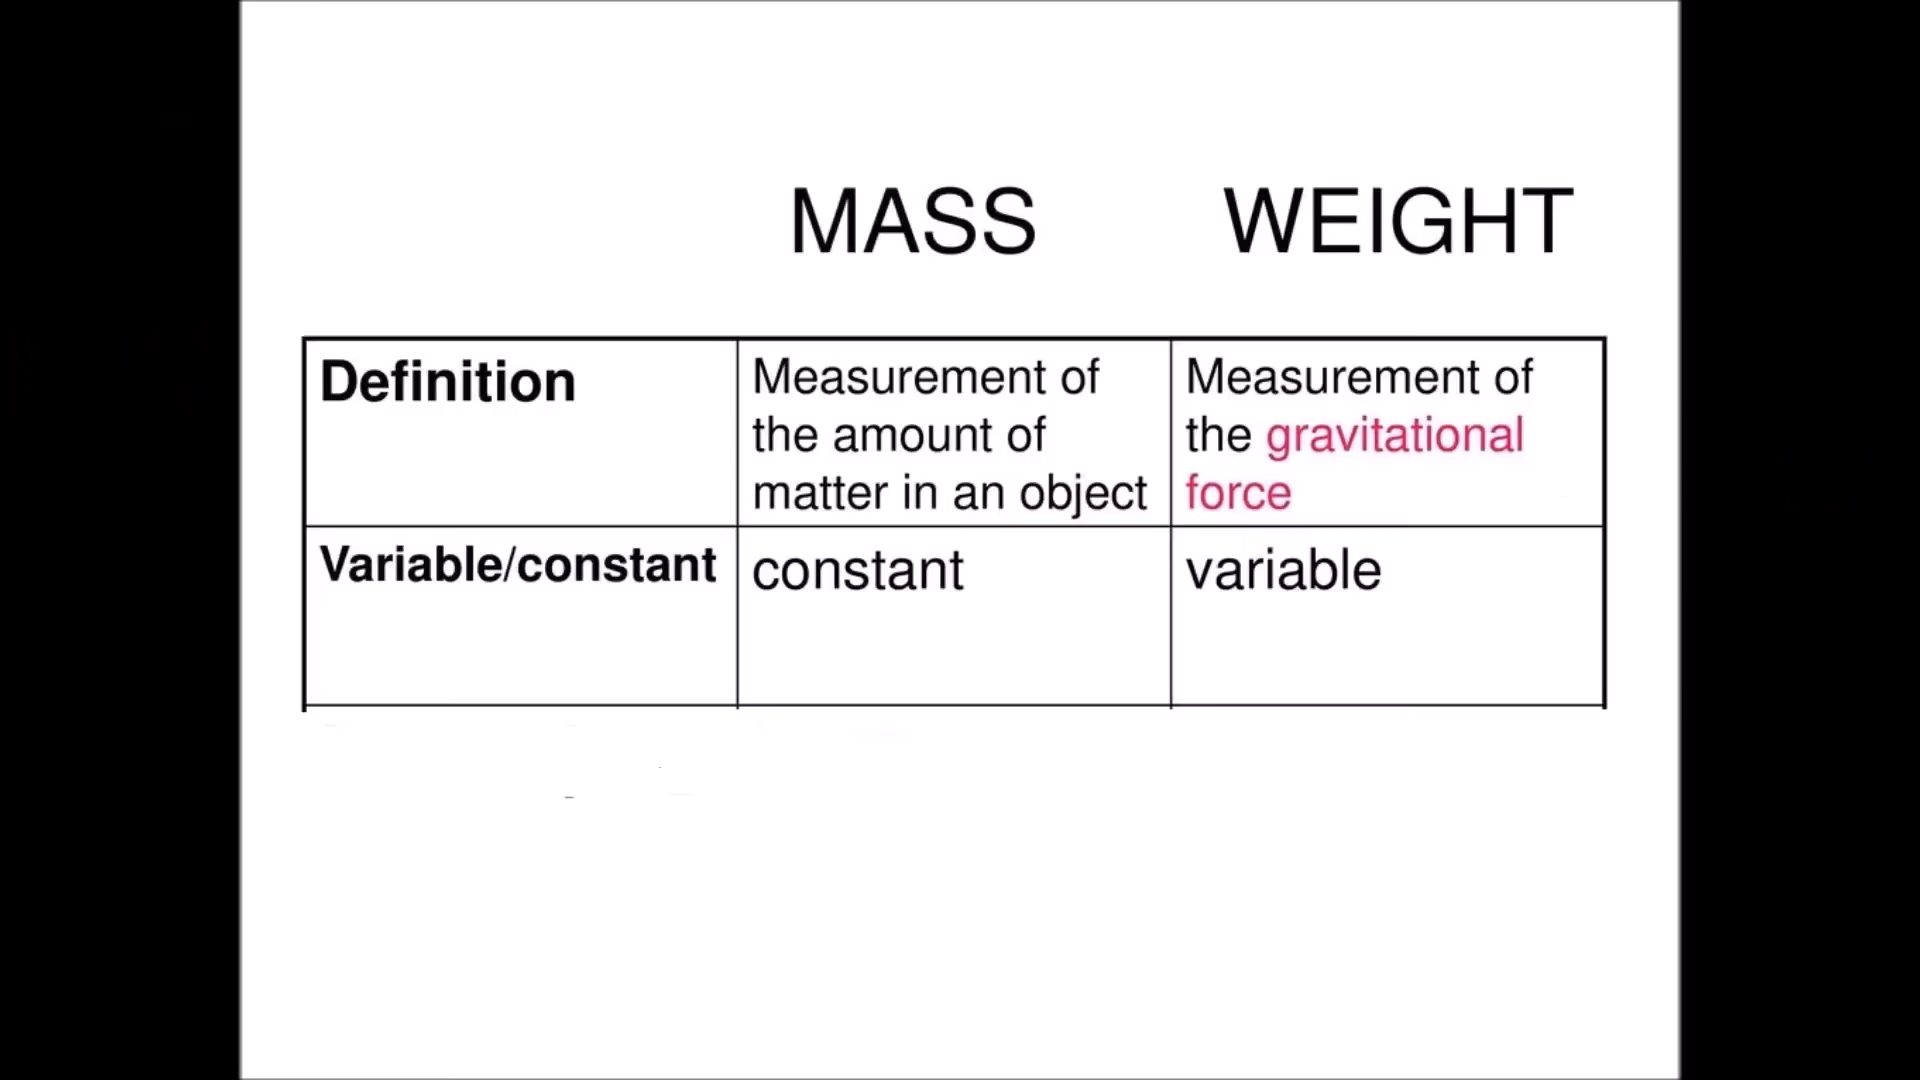 MASS WEIGHT
Definition
Measurement of
the amount of
matter in an object
Measurement of
the gravitational
force
Variable/constant
constant
variable